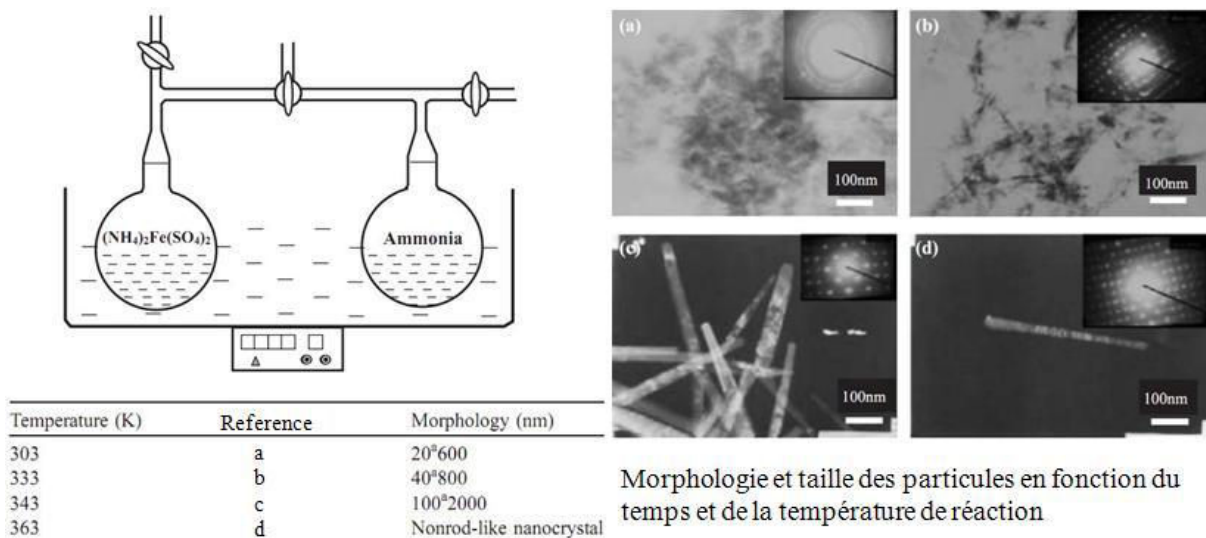 (NH₄)₂Fe(SO₄)₂
Ammonia
Temperature (K) Reference Morphology (nm)
303 a 20ᵃ600
333 b 40ᵃ800
343 c 100ᵃ2000
363 d Nonrod-like nanocrystal
(a)
100nm
(b)
100nm
(c)
100nm
(d)
100nm
Morphologie et taille des particules en fonction du
temps et de la température de réaction